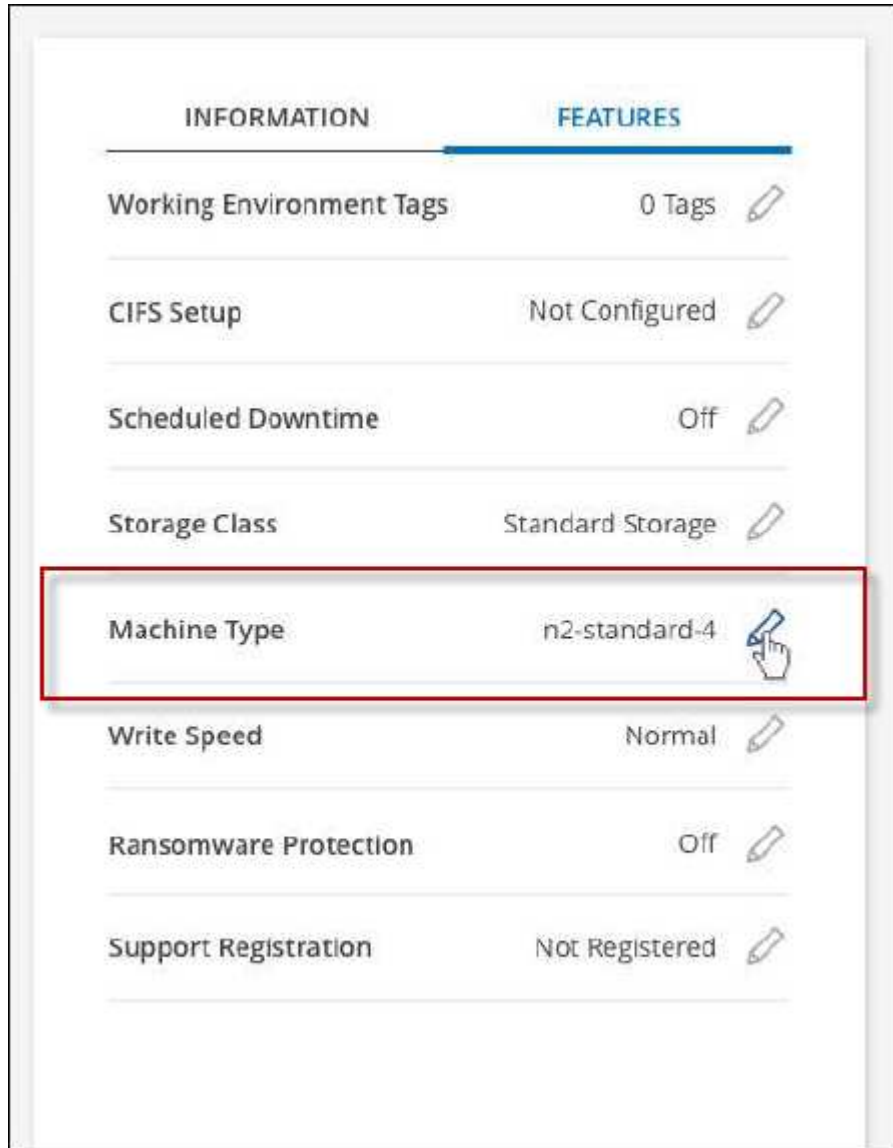 INFORMATION FEATURES
Working Environment Tags 0 Tags
CIFS Setup Not Configured
Scheduled Downtime Off
Storage Class Standard Storage
Machine Type n2-standard-4
Write Speed Normal
Ransomware Protection Off
Support Registration Not Registered